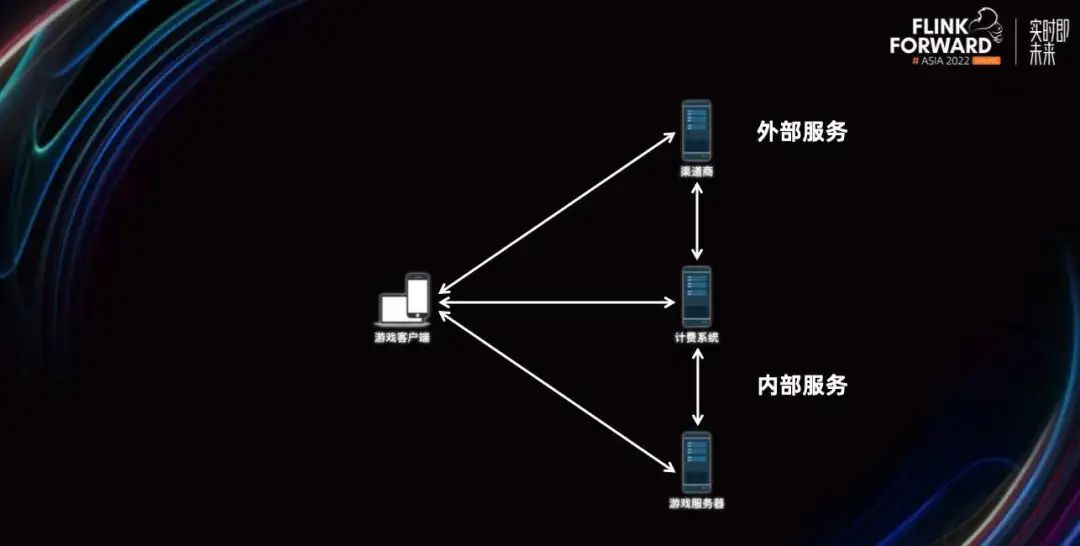 FLINK
FORWARD
# ASIA 2022 ONLINE
实时即
未来
外部服务
渠道商
游戏客户端
计费系统
内部服务
游戏服务器